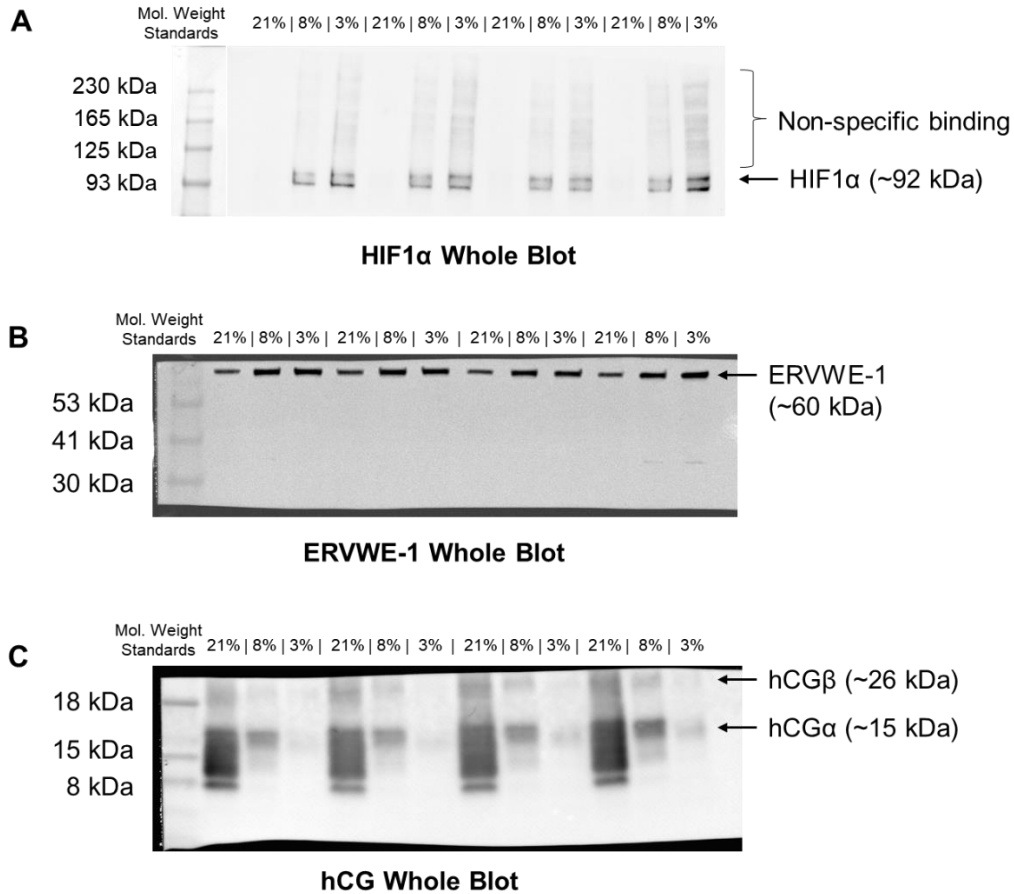 A
Mol. Weight
Standards
21% | 8% | 3% | 21% | 8% | 3% | 21% | 8% | 3% | 21% | 8% | 3%
230 kDa
165 kDa
125 kDa
93 kDa
Non-specific binding
HIF1α (~92 kDa)
HIF1α Whole Blot
B
Mol. Weight
Standards
21% | 8% | 3% | 21% | 8% | 3% | 21% | 8% | 3% | 21% | 8% | 3%
53 kDa
41 kDa
30 kDa
ERVWE-1
(~60 kDa)
ERVWE-1 Whole Blot
C
Mol. Weight
Standards
21% | 8% | 3% | 21% | 8% | 3% | 21% | 8% | 3% | 21% | 8% | 3%
18 kDa
15 kDa
8 kDa
hCGβ (~26 kDa)
hCGα (~15 kDa)
hCG Whole Blot